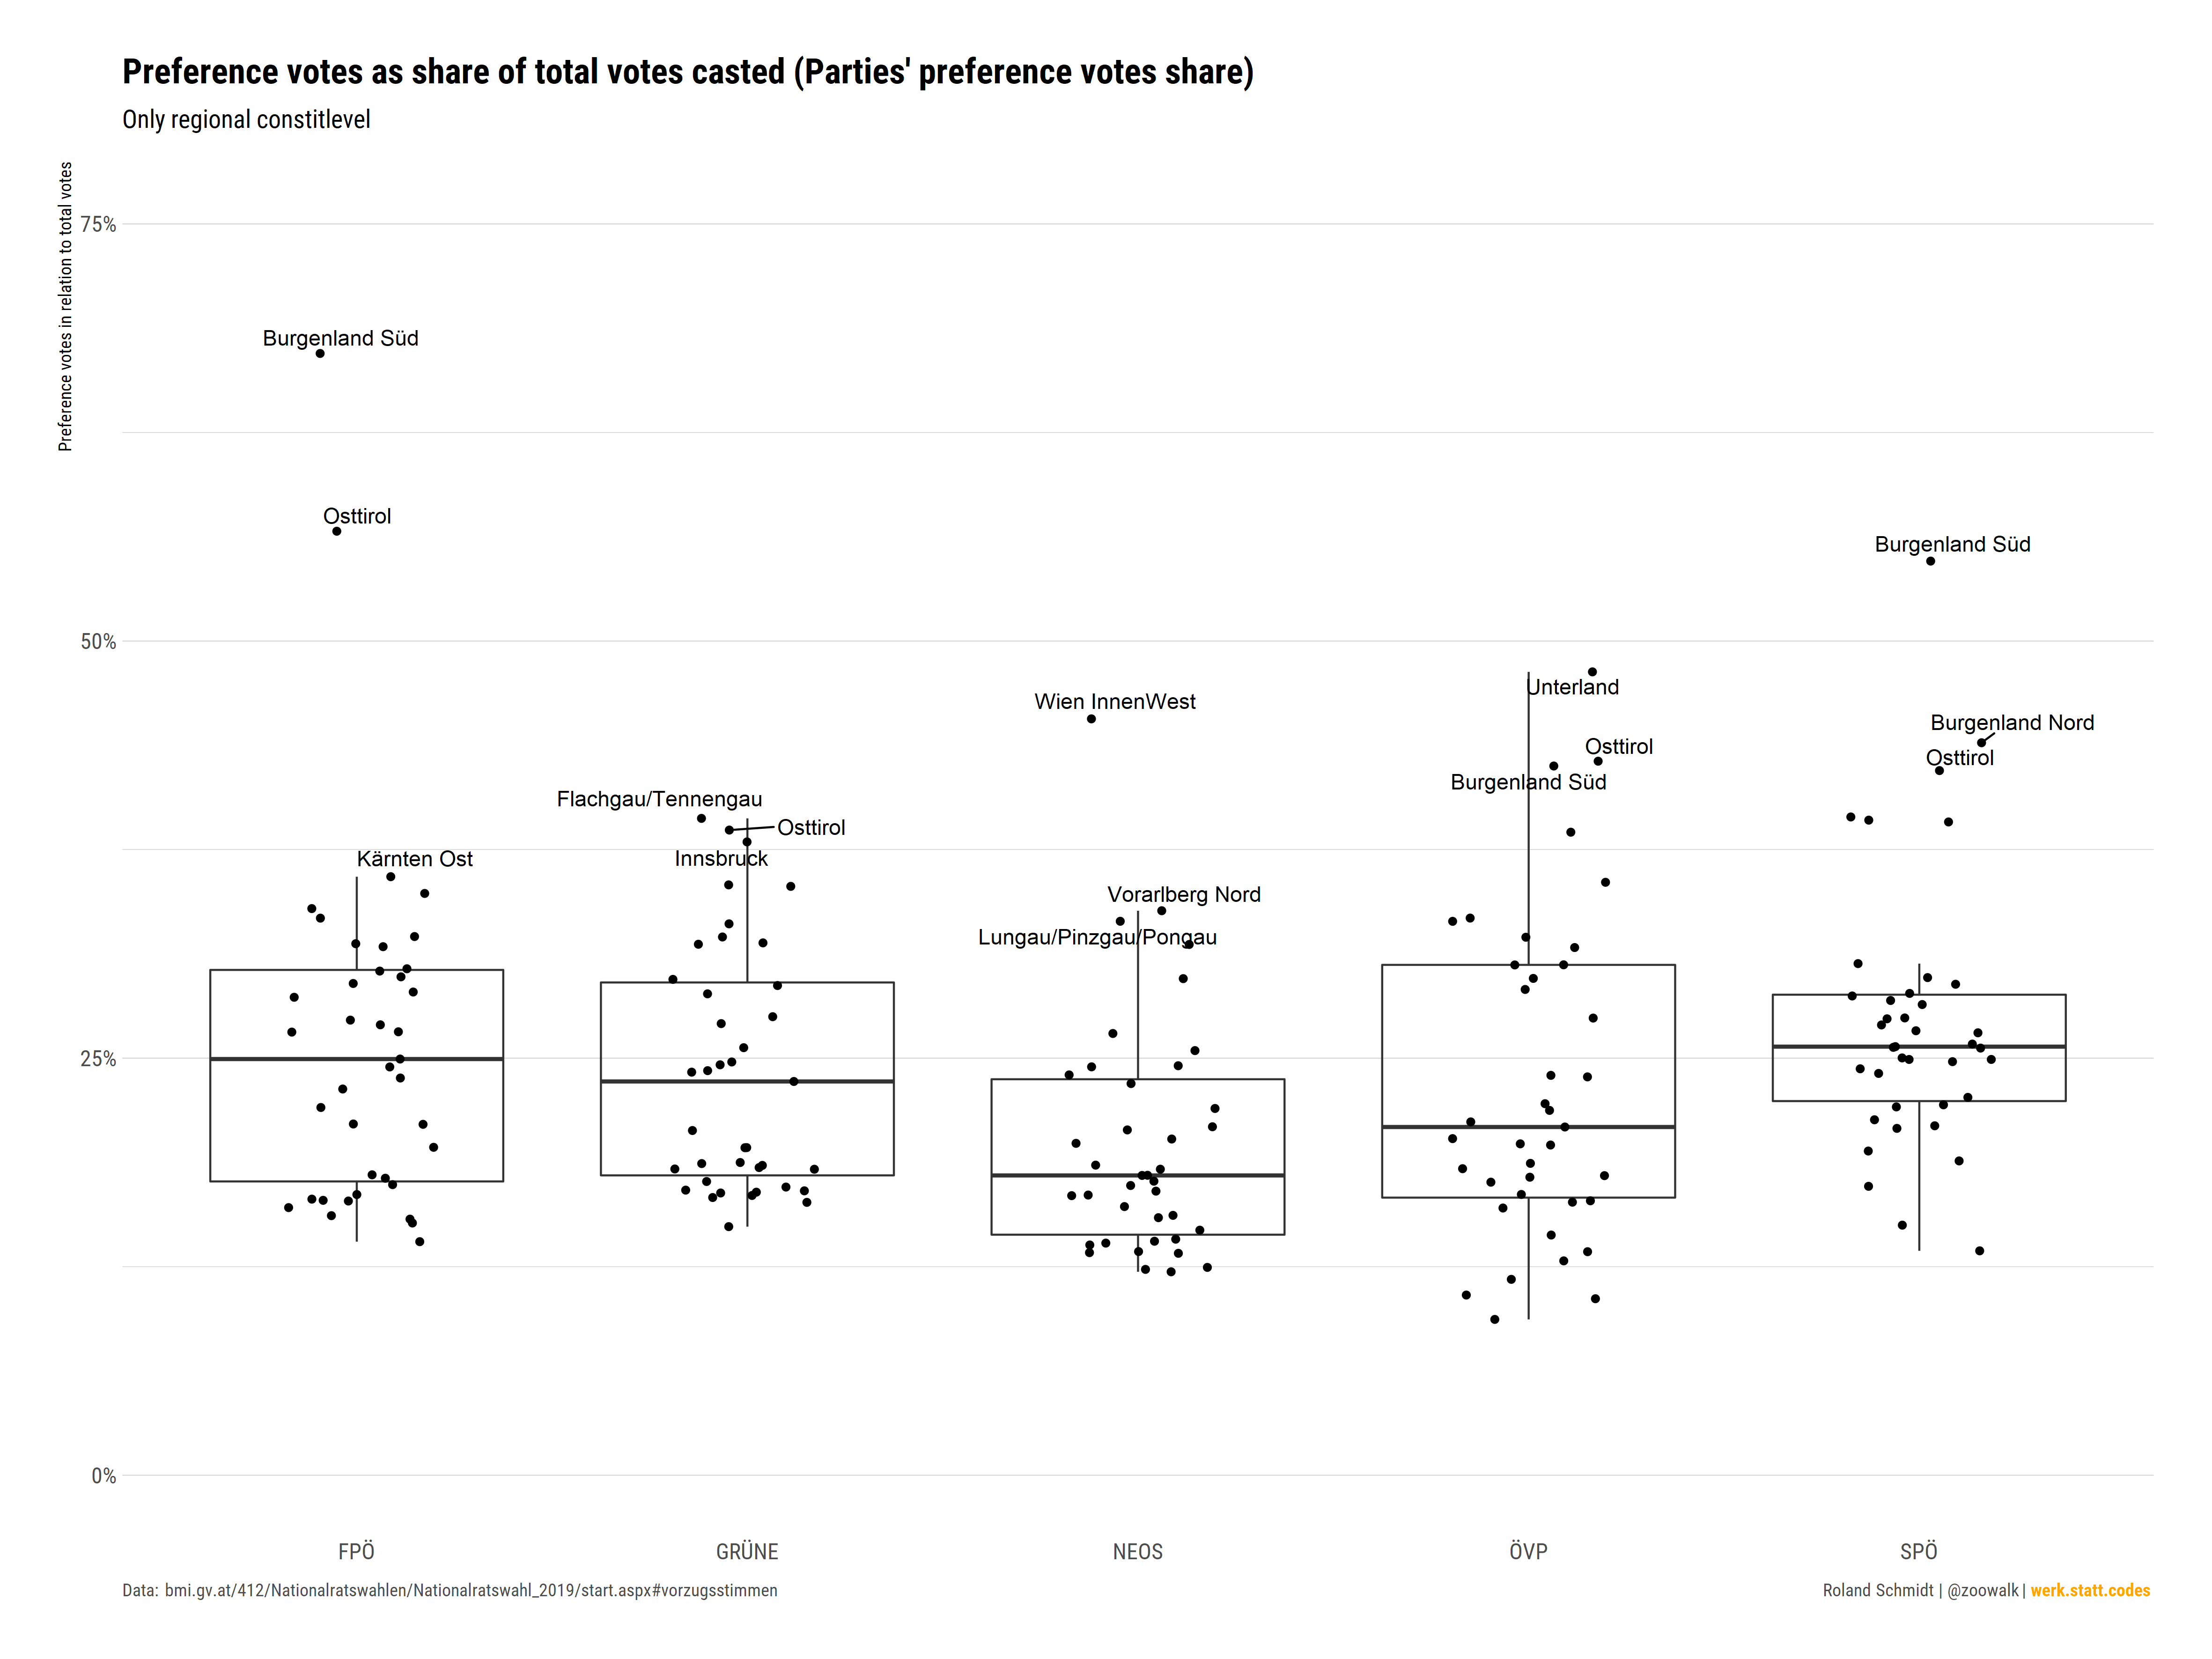 Preference votes as share of total votes casted (Parties' preference votes share)
Only regional constitlevel
Preference votes in relation to total votes
75%
50%
25%
0%
Burgenland Süd
Osttirol
Kärnten Ost
Flachgau/Tennengau
Osttirol
Innsbruck
Wien InnenWest
Vorarlberg Nord
Lungau/Pinzgau/Pongau
Unterland
Osttirol
Burgenland Süd
Burgenland Süd
Burgenland Nord
Osttirol
FPÖ
GRÜNE
NEOS
ÖVP
SPÖ
Data: bmi.gv.at/412/Nationalratswahlen/Nationalratswahl_2019/start.aspx#vorzugsstimmen
Roland Schmidt | @zoowalk | werk.statt.codes